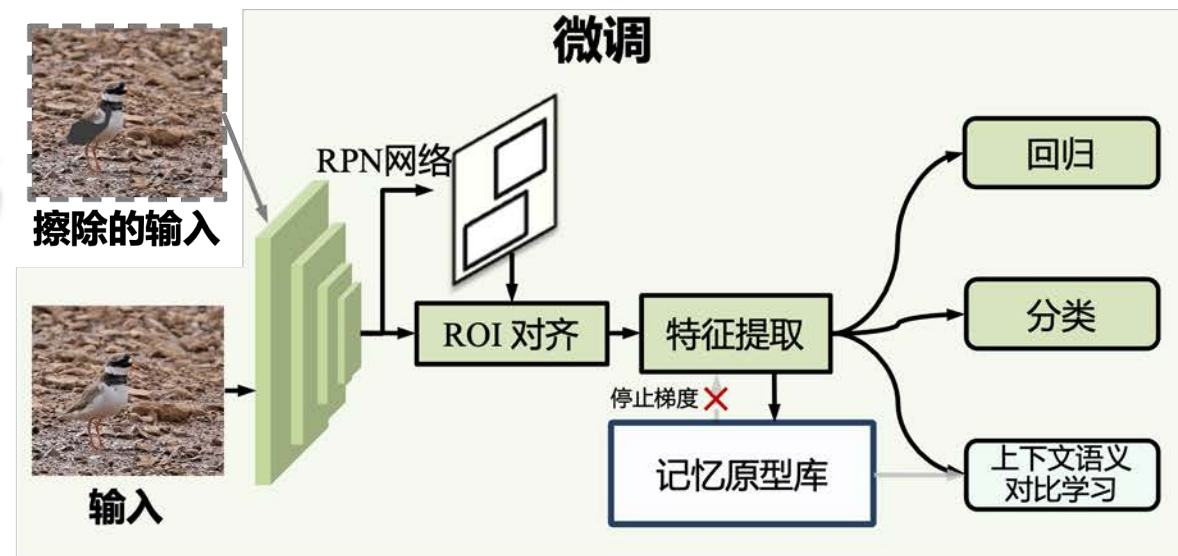 微调
RPN网络
擦除的输入
回归
ROI 对齐
特征提取
分类
停止梯度
记忆原型库
上下文语义
对比学习
输入